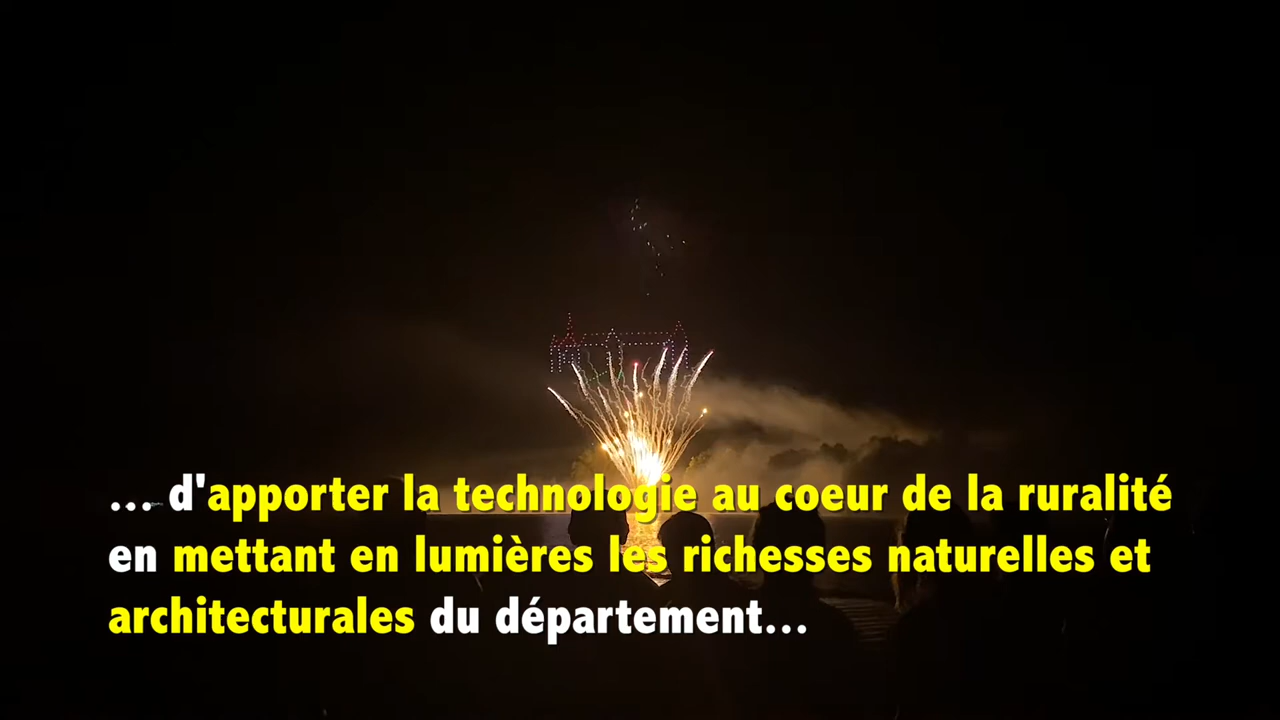 ... d'apporter la technologie au coeur de la ruralité
en mettant en lumières les richesses naturelles et
architecturales du département...